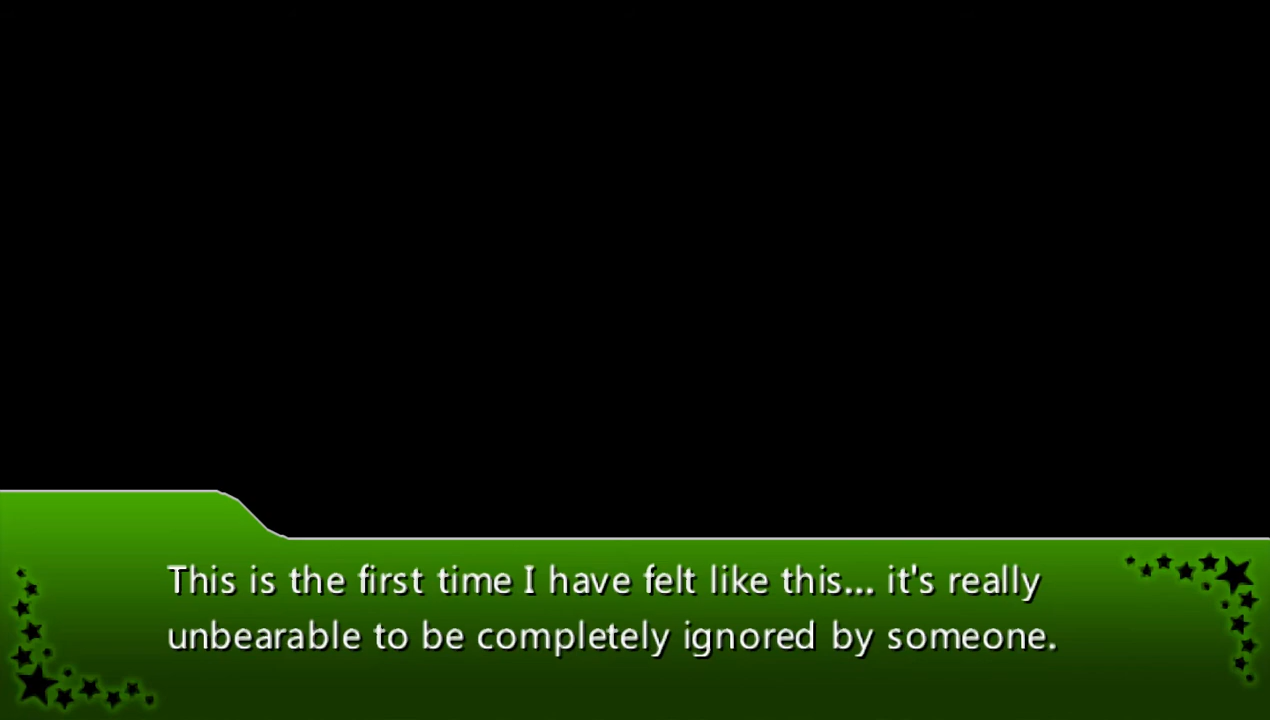 This is the first time I have felt like this... it's really
unbearable to be completely ignored by someone.